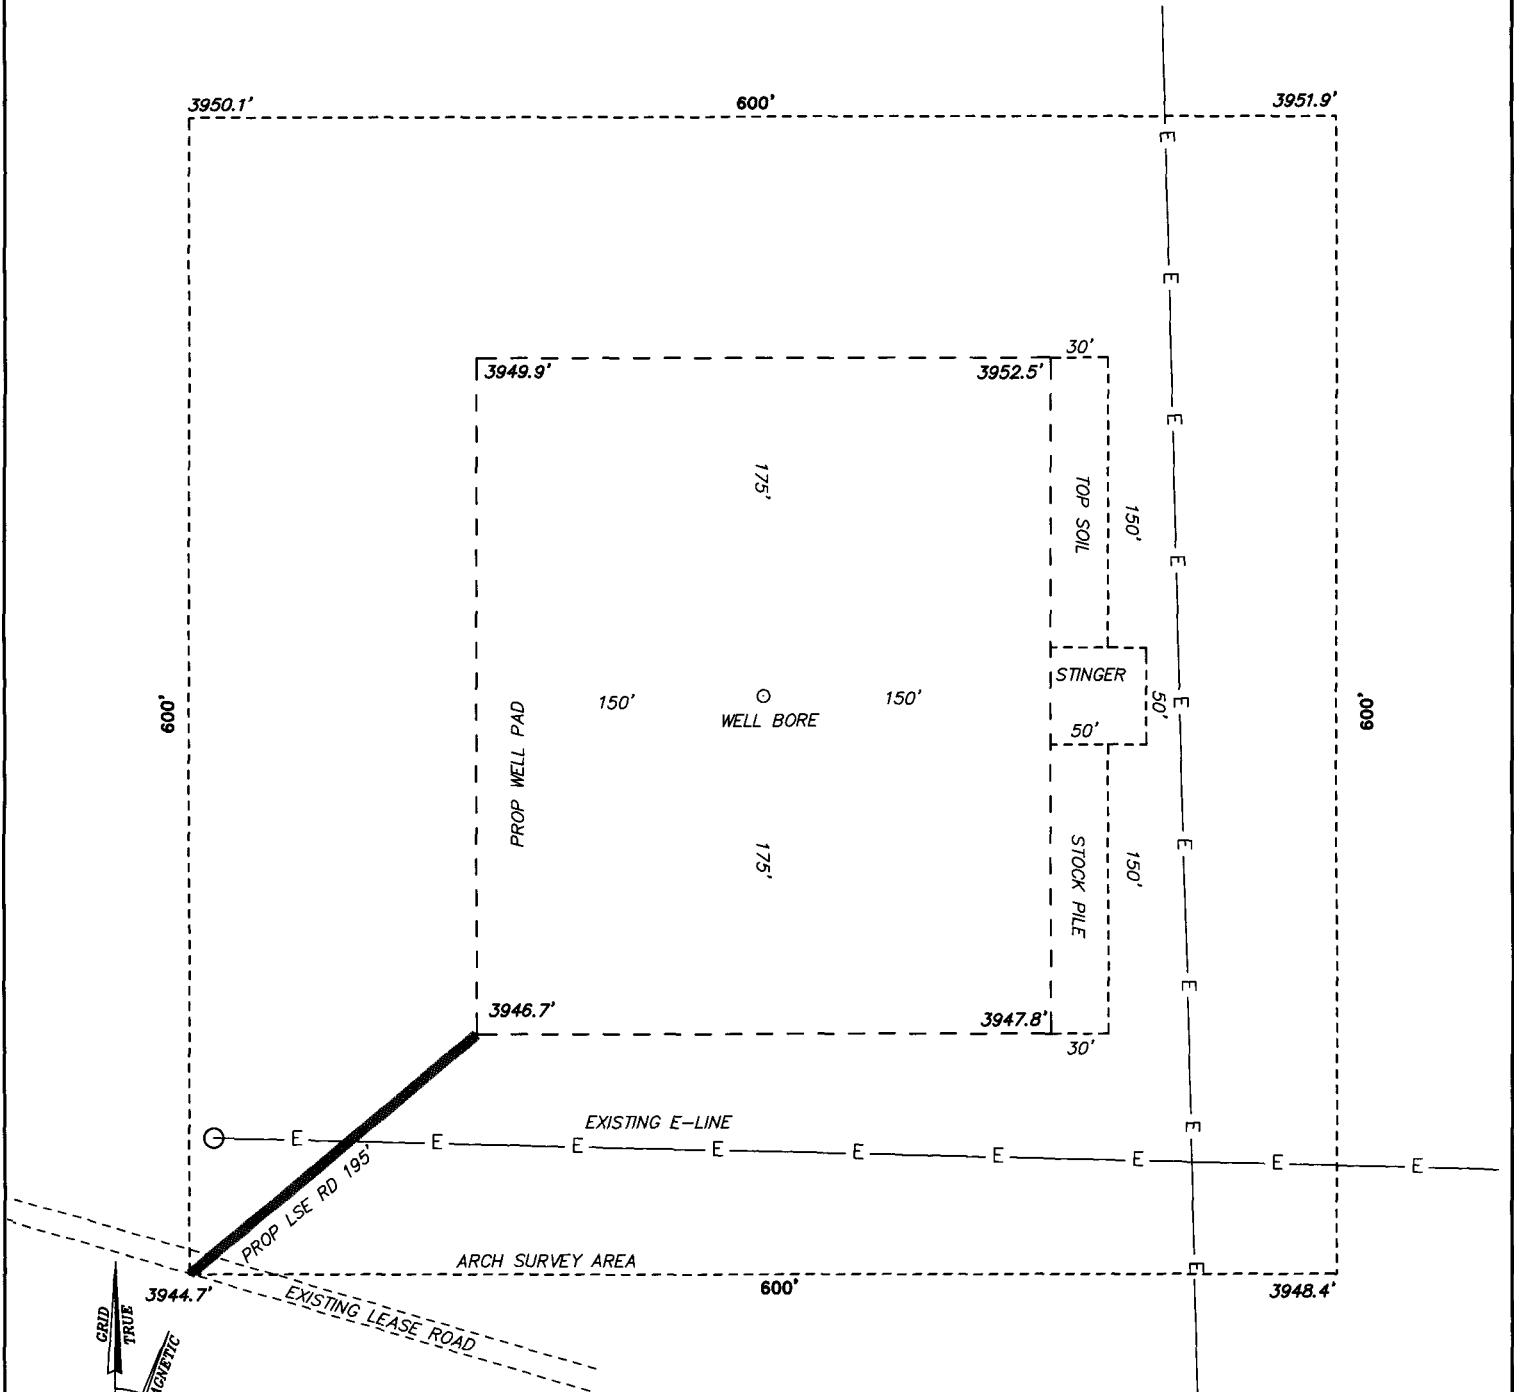 3950.1'
600'
3951.9'
E
E
30'
3949.9'
3952.5'
E
175'
TOP SOIL
150'
E
STINGER
600'
PROP WELL PAD
150'
WELL BORE
150'
50'
50'
E
600'
175'
STOCK PILE
150'
E
E
3946.7'
3947.8'
30'
EXISTING E-LINE
E
E E E E E E E E E
PROP LSE RD 195'
ARCH SURVEY AREA
E
3944.7'
600'
3948.4'
EXISTING LEASE ROAD
GRID
TRUE
AGNETIC